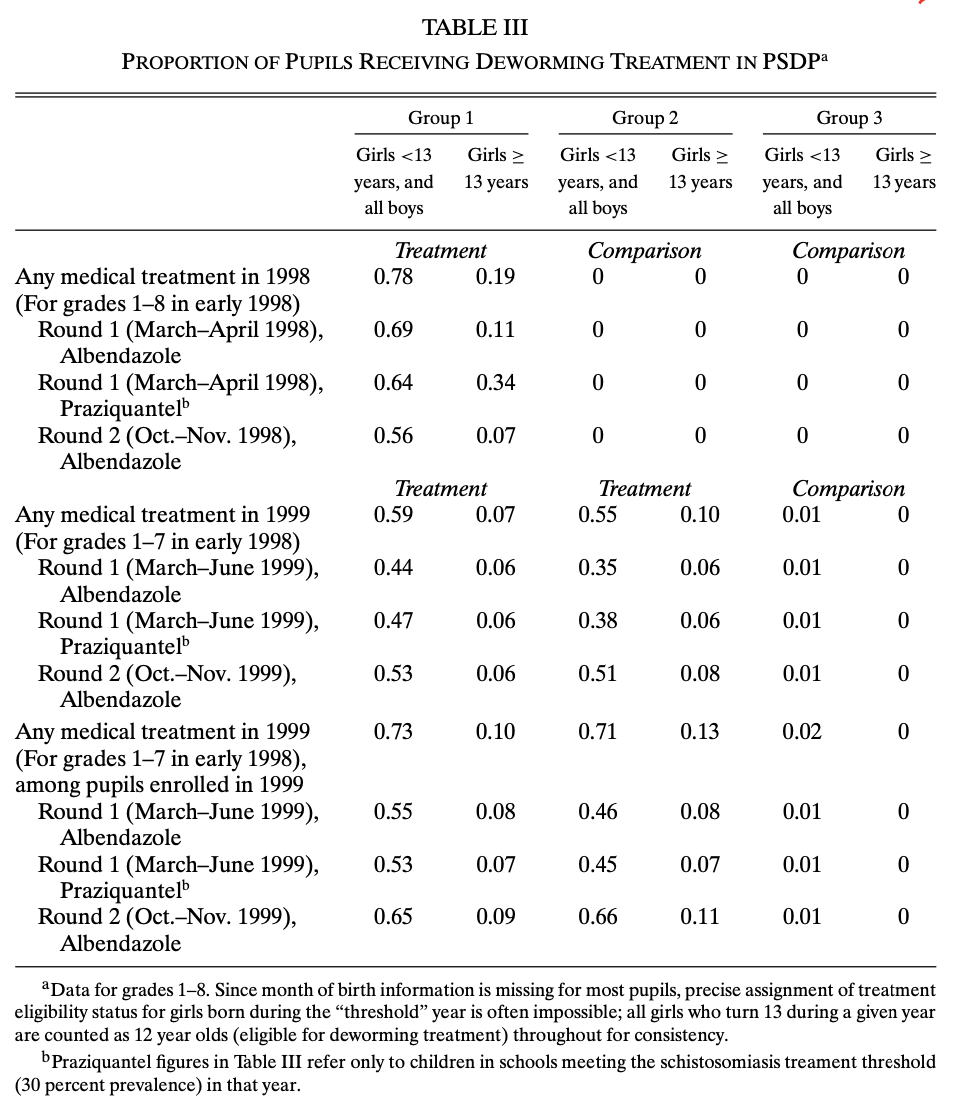 TABLE III
PROPORTION OF PUPILS RECEIVING DEWORMING TREATMENT IN PSDPa
Group 1 Group 2 Group 3
Girls <13 Girls ≥ Girls <13 Girls ≥ Girls <13 Girls ≥
years, and 13 years years, and 13 years years, and 13 years
all boys all boys all boys
Treatment Comparison Comparison
Any medical treatment in 1998 0.78 0.19 0 0 0 0
(For grades 1–8 in early 1998)
Round 1 (March–April 1998), 0.69 0.11 0 0 0 0
Albendazole
Round 1 (March–April 1998), 0.64 0.34 0 0 0 0
Praziquantelb
Round 2 (Oct.–Nov. 1998), 0.56 0.07 0 0 0 0
Albendazole
Treatment Treatment Comparison
Any medical treatment in 1999 0.59 0.07 0.55 0.10 0.01 0
(For grades 1–7 in early 1998)
Round 1 (March–June 1999), 0.44 0.06 0.35 0.06 0.01 0
Albendazole
Round 1 (March–June 1999), 0.47 0.06 0.38 0.06 0.01 0
Praziquantelb
Round 2 (Oct.–Nov. 1999), 0.53 0.06 0.51 0.08 0.01 0
Albendazole
Any medical treatment in 1999 0.73 0.10 0.71 0.13 0.02 0
(For grades 1–7 in early 1998),
among pupils enrolled in 1999
Round 1 (March–June 1999), 0.55 0.08 0.46 0.08 0.01 0
Albendazole
Round 1 (March–June 1999), 0.53 0.07 0.45 0.07 0.01 0
Praziquantelb
Round 2 (Oct.–Nov. 1999), 0.65 0.09 0.66 0.11 0.01 0
Albendazole
aData for grades 1–8. Since month of birth information is missing for most pupils, precise assignment of treatment
eligibility status for girls born during the “threshold” year is often impossible; all girls who turn 13 during a given year
are counted as 12 year olds (eligible for deworming treatment) throughout for consistency.
bPraziquantel figures in Table III refer only to children in schools meeting the schistosomiasis treament threshold
(30 percent prevalence) in that year.